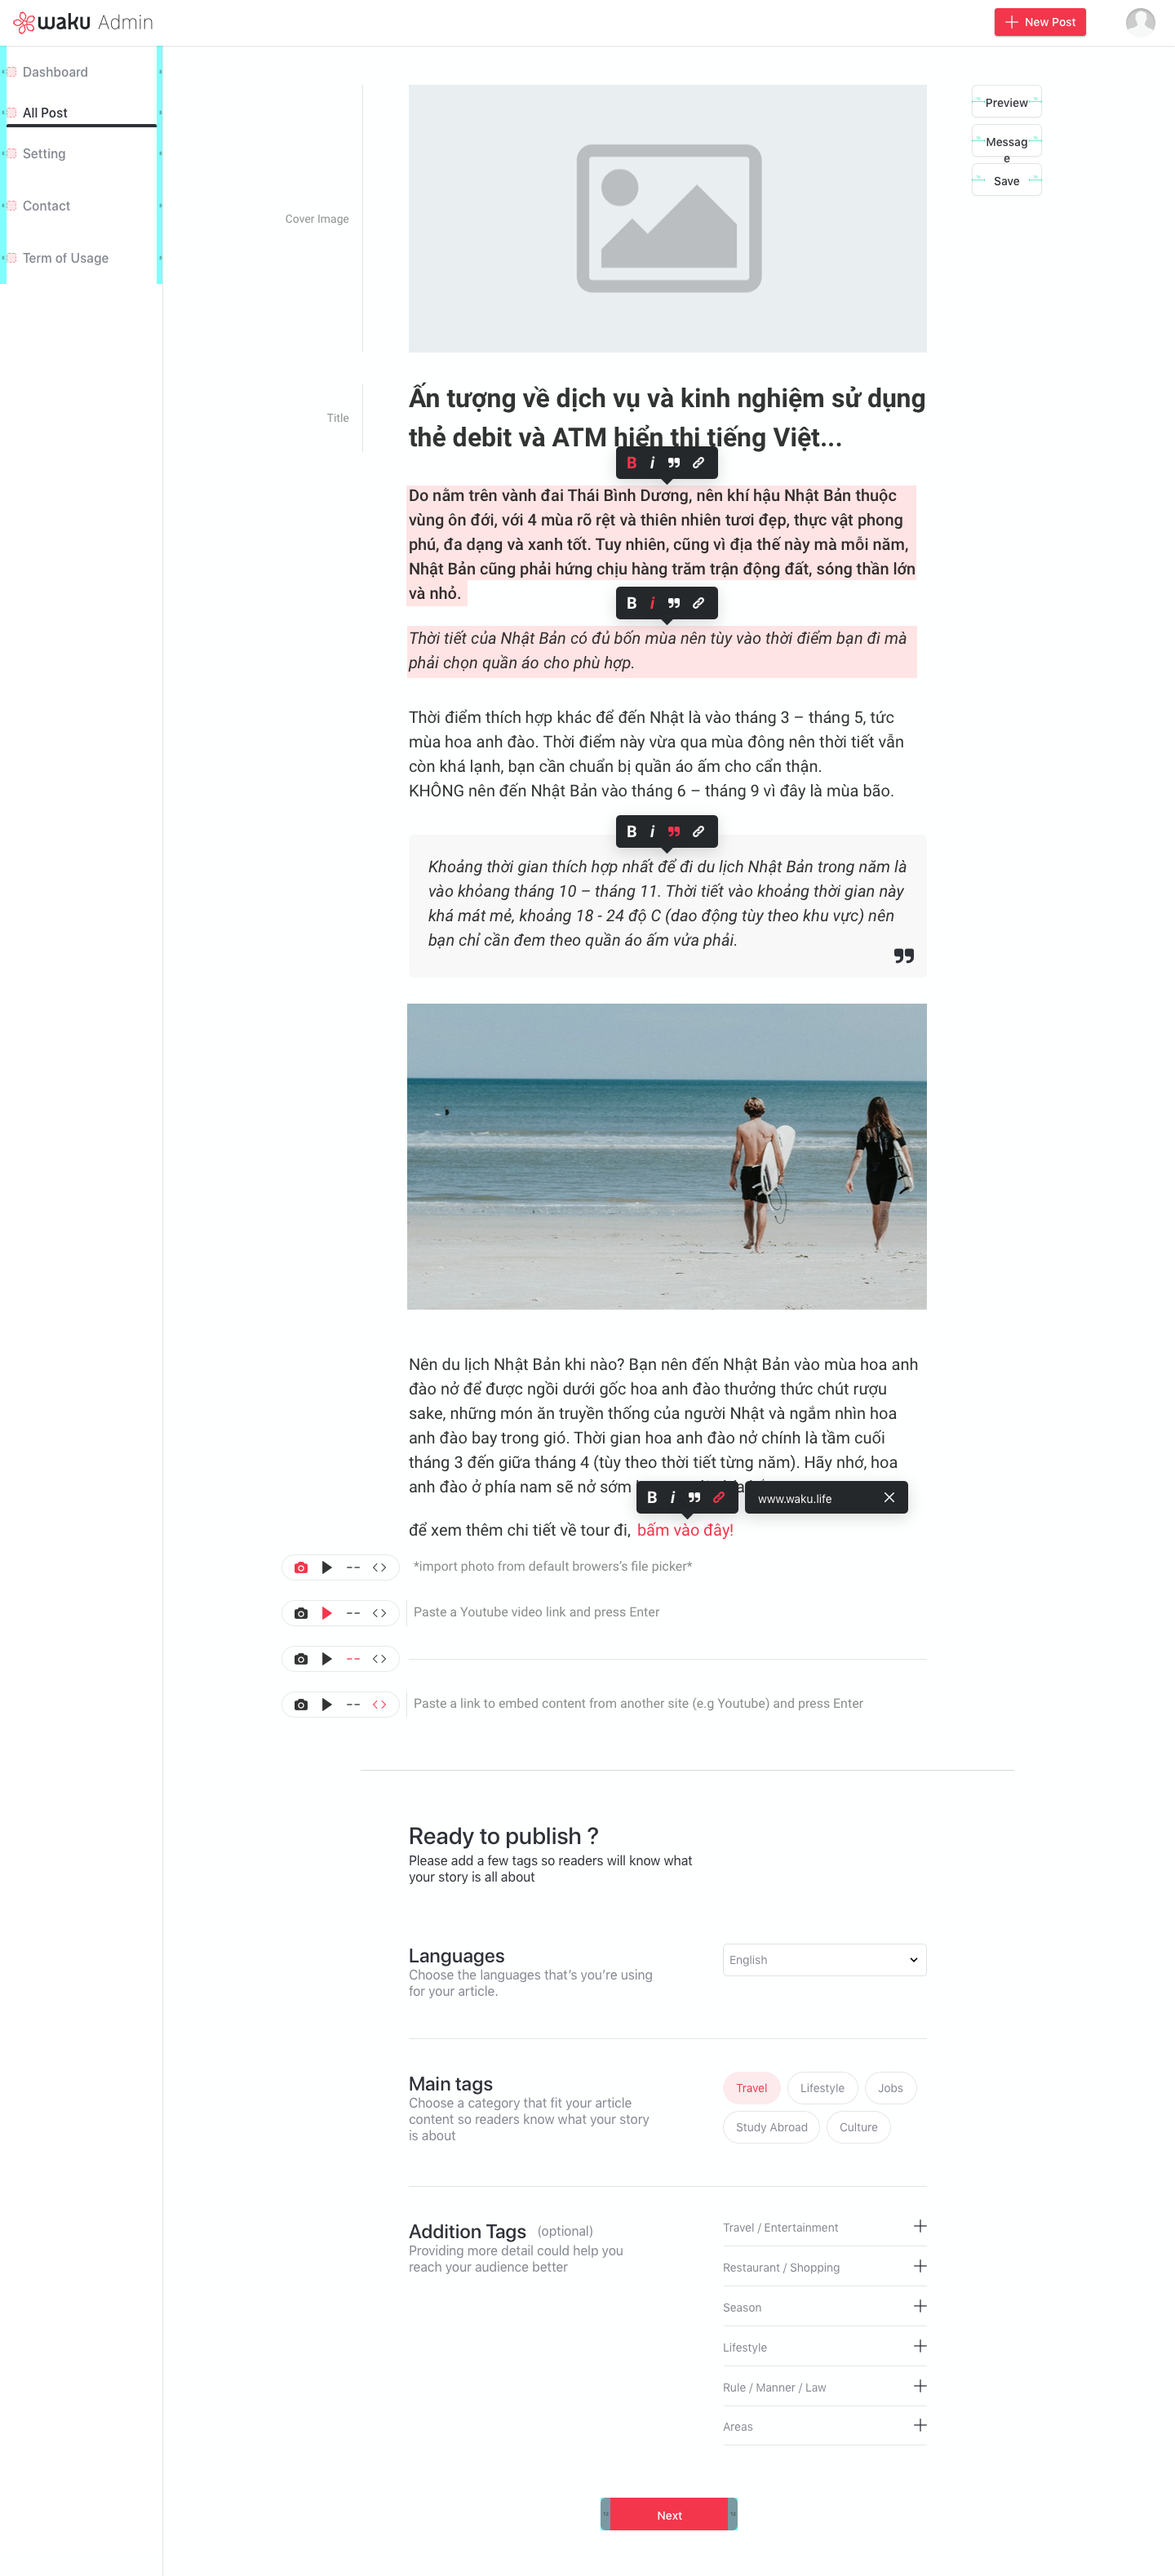 waku Admin
New Post
Dashboard
All Post
Setting
Contact
Term of Usage
Preview
Messag
e
Save
Cover Image
Title
Ấn tượng về dịch vụ và kinh nghiệm sử dụng
thẻ debit và ATM hiển thị tiếng Việt...
B i
Do nằm trên vành đai Thái Bình Dương, nên khí hậu Nhật Bản thuộc
vùng ôn đới, với 4 mùa rõ rệt và thiên nhiên tươi đẹp, thực vật phong
phú, đa dạng và xanh tốt. Tuy nhiên, cũng vì địa thế này mà mỗi năm,
Nhật Bản cũng phải hứng chịu hàng trăm trận động đất, sóng thần lớn
và nhỏ.
B i
Thời tiết của Nhật Bản có đủ bốn mùa nên tùy vào thời điểm bạn đi mà
phải chọn quần áo cho phù hợp.
Thời điểm thích hợp khác để đến Nhật là vào tháng 3 – tháng 5, tức
mùa hoa anh đào. Thời điểm này vừa qua mùa đông nên thời tiết vẫn
còn khá lạnh, bạn cần chuẩn bị quần áo ấm cho cẩn thận.
KHÔNG nên đến Nhật Bản vào tháng 6 – tháng 9 vì đây là mùa bão.
B i
Khoảng thời gian thích hợp nhất để đi du lịch Nhật Bản trong năm là
vào khỏang tháng 10 – tháng 11. Thời tiết vào khoảng thời gian này
khá mát mẻ, khoảng 18 - 24 độ C (dao động tùy theo khu vực) nên
bạn chỉ cần đem theo quần áo ấm vửa phải.
Nên du lịch Nhật Bản khi nào? Bạn nên đến Nhật Bản vào mùa hoa anh
đào nở để được ngồi dưới gốc hoa anh đào thưởng thức chút rượu
sake, những món ăn truyền thống của người Nhật và ngắm nhìn hoa
anh đào bay trong gió. Thời gian hoa anh đào nở chính là tầm cuối
tháng 3 đến giữa tháng 4 (tùy theo thời tiết từng năm). Hãy nhớ, hoa
anh đào ở phía nam sẽ nở sớm
B i
www.waku.life
để xem thêm chi tiết về tour đi, bấm vào đây!
*import photo from default browers's file picker*
Paste a Youtube video link and press Enter
Paste a link to embed content from another site (e.g Youtube) and press Enter
Ready to publish ?
Please add a few tags so readers will know what
your story is all about
Languages
Choose the languages that's you're using
for your article.
English
Main tags
Choose a category that fit your article
content so readers know what your story
is about
Travel
Lifestyle
Jobs
Study Abroad
Culture
Addition Tags (optional)
Providing more detail could help you
reach your audience better
Travel / Entertainment
Restaurant / Shopping
Season
Lifestyle
Rule / Manner / Law
Areas
Next